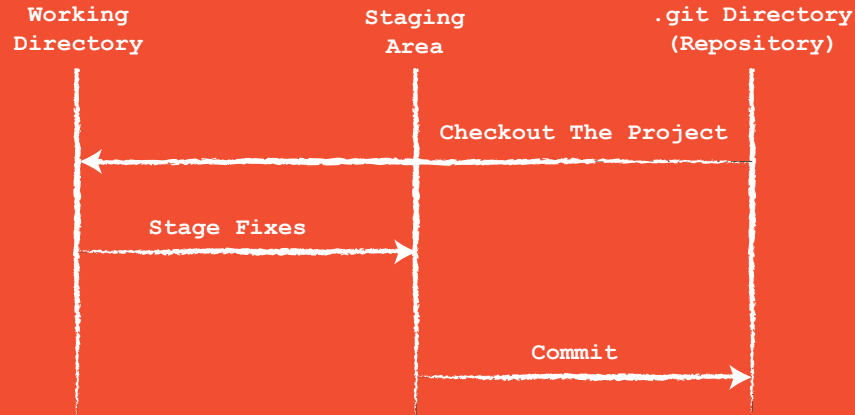 Working
Directory
Staging
Area
.git Directory
(Repository)
Checkout The Project
Stage Fixes
Commit